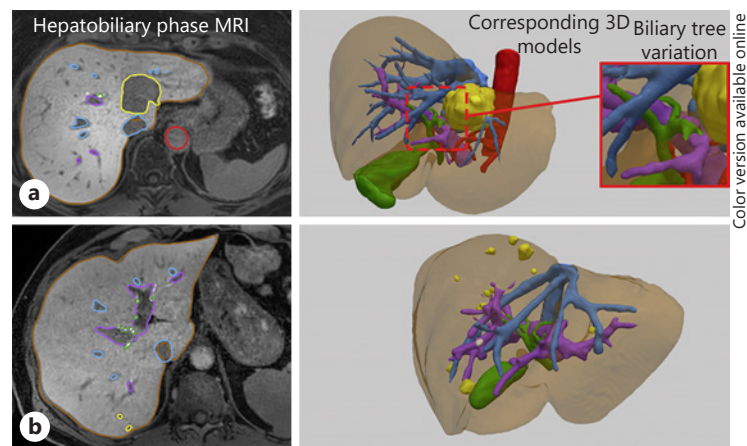 Hepatobiliary phase MRI
Corresponding 3D
models
Biliary tree
variation
a
b
Color version available online